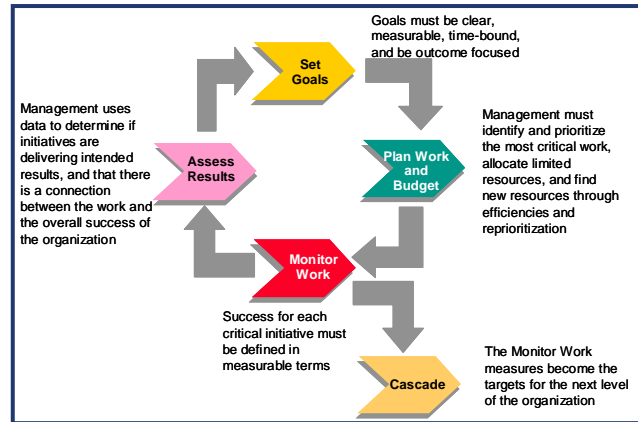 Goals must be clear,
measurable, time-bound,
and be outcome focused
Set
Goals
Management uses
data to determine if
initiatives are
delivering intended
results, and that there
is a connection
between the work and
the overall success of
the organization
Assess
Results
Plan Work
and
Budget
Management must
identify and prioritize
the most critical work,
allocate limited
resources, and find
new resources through
efficiencies and
reprioritization
Monitor
Work
Success for each
critical initiative must
be defined in
measurable terms
Cascade
The Monitor Work
measures become the
targets for the next level
of the organization